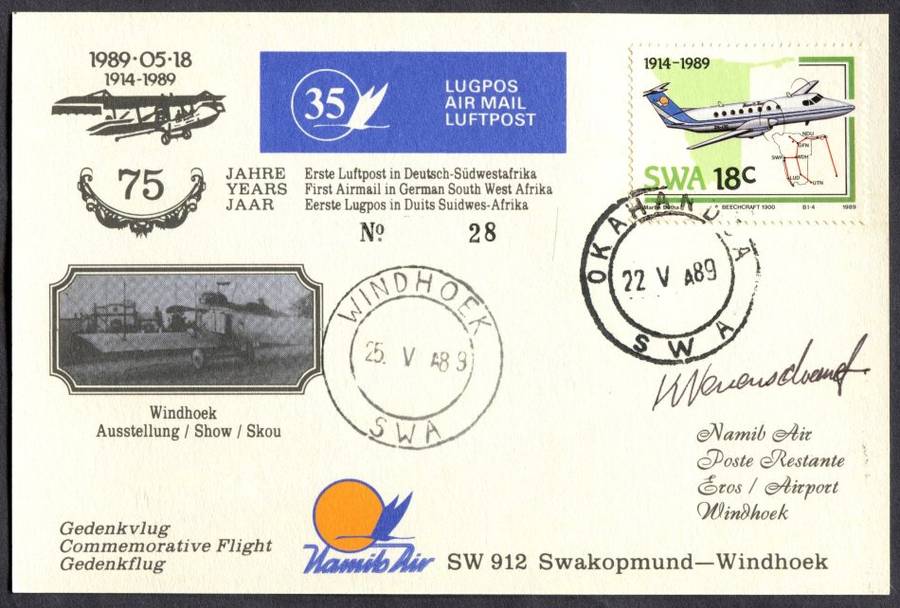 1989·05·18
1914-1989
35
LUGPOS
AIR MAIL
LUFTPOST
1914-1989
SWA 18c
BEECHCRAFT 1900
1989
75
JAHRE Erste Luftpost in Deutsch-Südwestafrika
YEARS First Airmail in German South West Afrika
JAAR Eerste Lugpos in Duits Suidwes-Afrika
Nº 28
OKAHANDJA
22 V A89
SWA
WINDHOEK
25. V A89
SWA
Windhoek
Ausstellung / Show / Skou
Namib Air
Poste Restante
Eros / Airport
Windhoek
Gedenkvlug
Commemorative Flight
Gedenkflug
Namib Air SW 912 Swakopmund—Windhoek